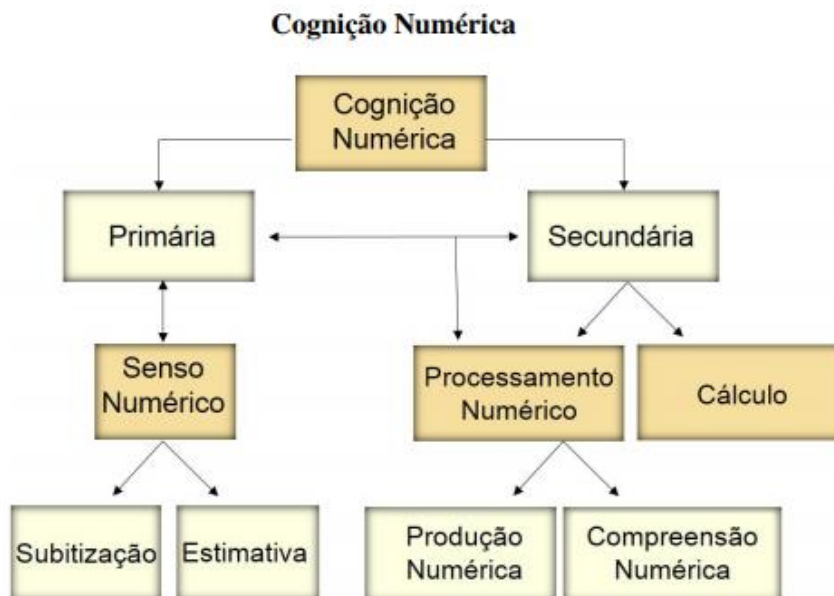 Cognição Numérica
Cognição
Numérica
Primária
Secundária
Senso
Numérico
Processamento
Numérico
Cálculo
Subitização
Estimativa
Produção
Numérica
Compreensão
Numérica